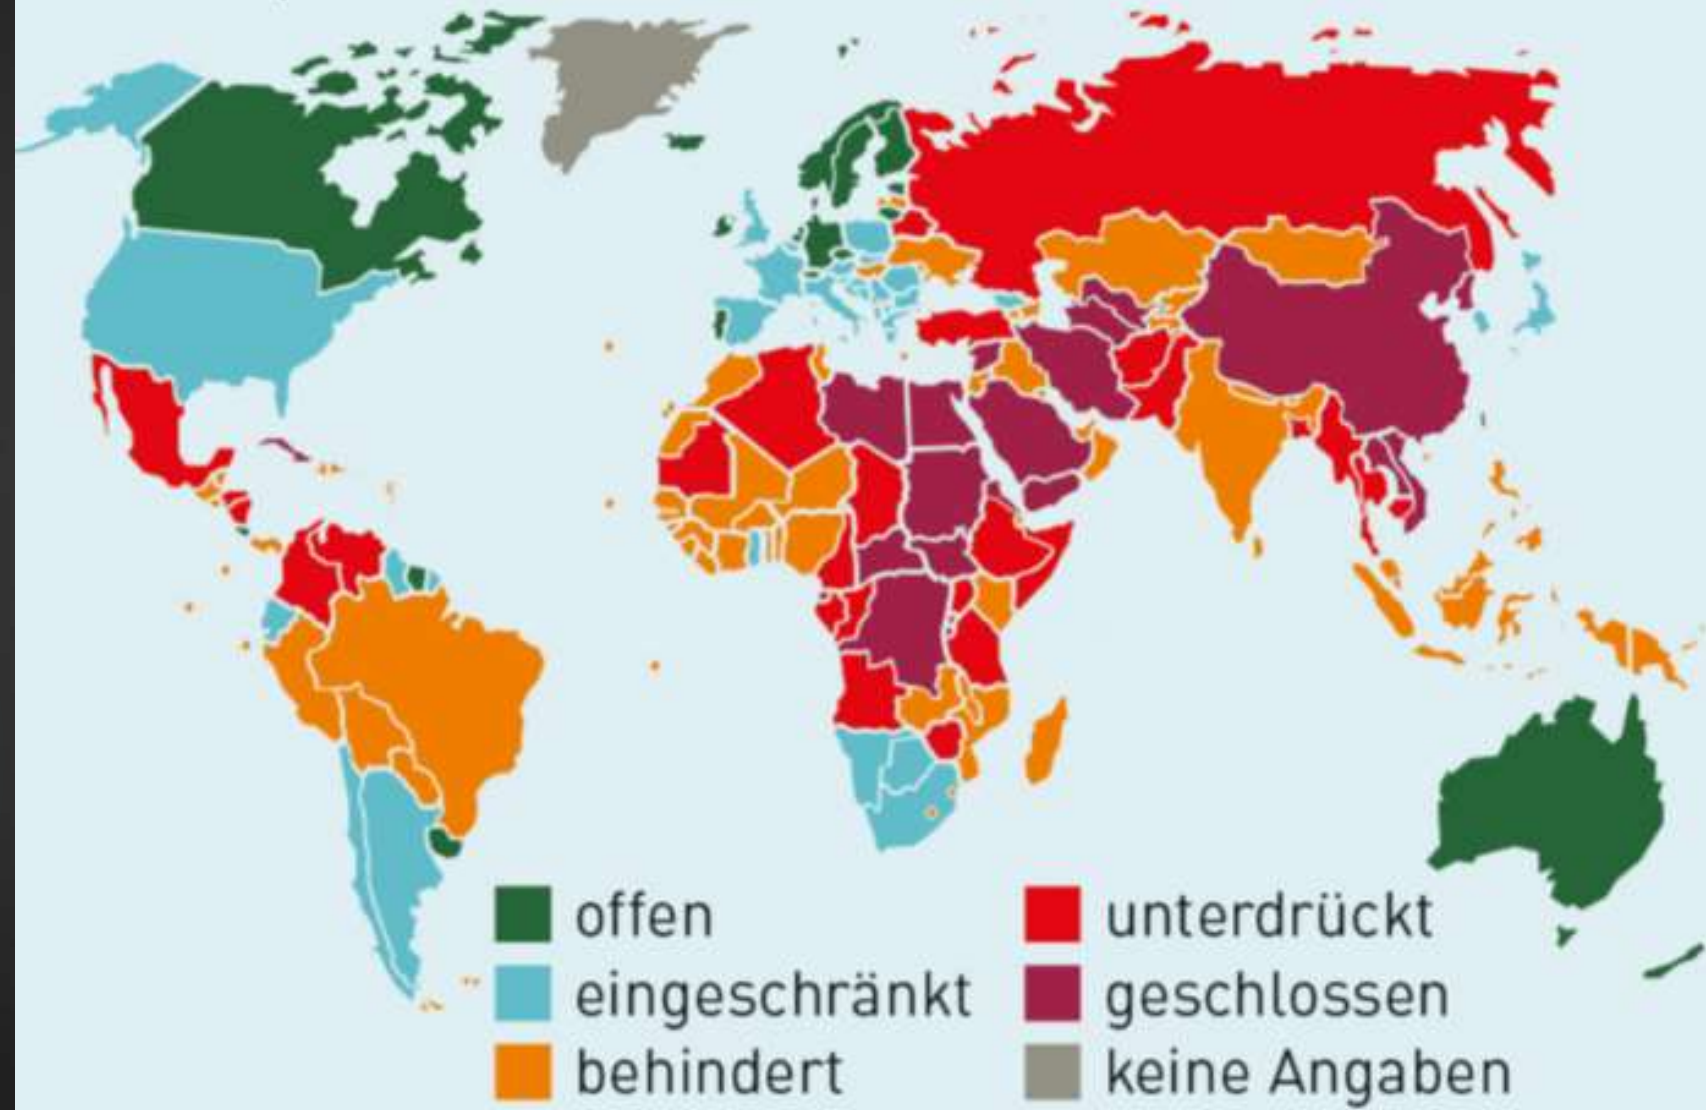 offen
eingeschränkt
behindert
unterdrückt
geschlossen
keine Angaben